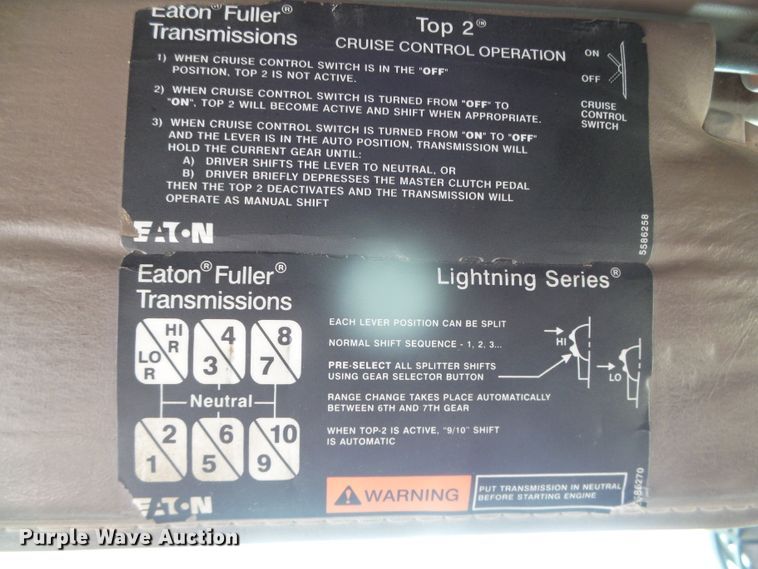 Eaton® Fuller®
Transmissions
Top 2®
CRUISE CONTROL OPERATION
1) WHEN CRUISE CONTROL SWITCH IS IN THE "OFF"
POSITION, TOP 2 IS NOT ACTIVE.
2) WHEN CRUISE CONTROL SWITCH IS TURNED FROM "OFF" TO
"ON", TOP 2 WILL BECOME ACTIVE AND SHIFT WHEN APPROPRIATE.
3) WHEN CRUISE CONTROL SWITCH IS TURNED FROM "ON" TO "OFF"
AND THE LEVER IS IN THE AUTO POSITION, TRANSMISSION WILL
HOLD THE CURRENT GEAR UNTIL:
A) DRIVER SHIFTS THE LEVER TO NEUTRAL, OR
B) DRIVER BRIEFLY DEPRESSES THE MASTER CLUTCH PEDAL
THEN THE TOP 2 DEACTIVATES AND THE TRANSMISSION WILL
OPERATE AS MANUAL SHIFT
ON
OFF
CRUISE
CONTROL
SWITCH
EATON
5586258
Eaton® Fuller®
Transmissions
Lightning Series®
HI
R
LO
R
4
3
8
7
Neutral
2
1
6
5
10
9
EACH LEVER POSITION CAN BE SPLIT
NORMAL SHIFT SEQUENCE - 1, 2, 3...
PRE-SELECT ALL SPLITTER SHIFTS
USING GEAR SELECTOR BUTTON
RANGE CHANGE TAKES PLACE AUTOMATICALLY
BETWEEN 6TH AND 7TH GEAR
WHEN TOP-2 IS ACTIVE, "9/10" SHIFT
IS AUTOMATIC
HI
LO
EATON
WARNING
PUT TRANSMISSION IN NEUTRAL
BEFORE STARTING ENGINE
Purple Wave Auction